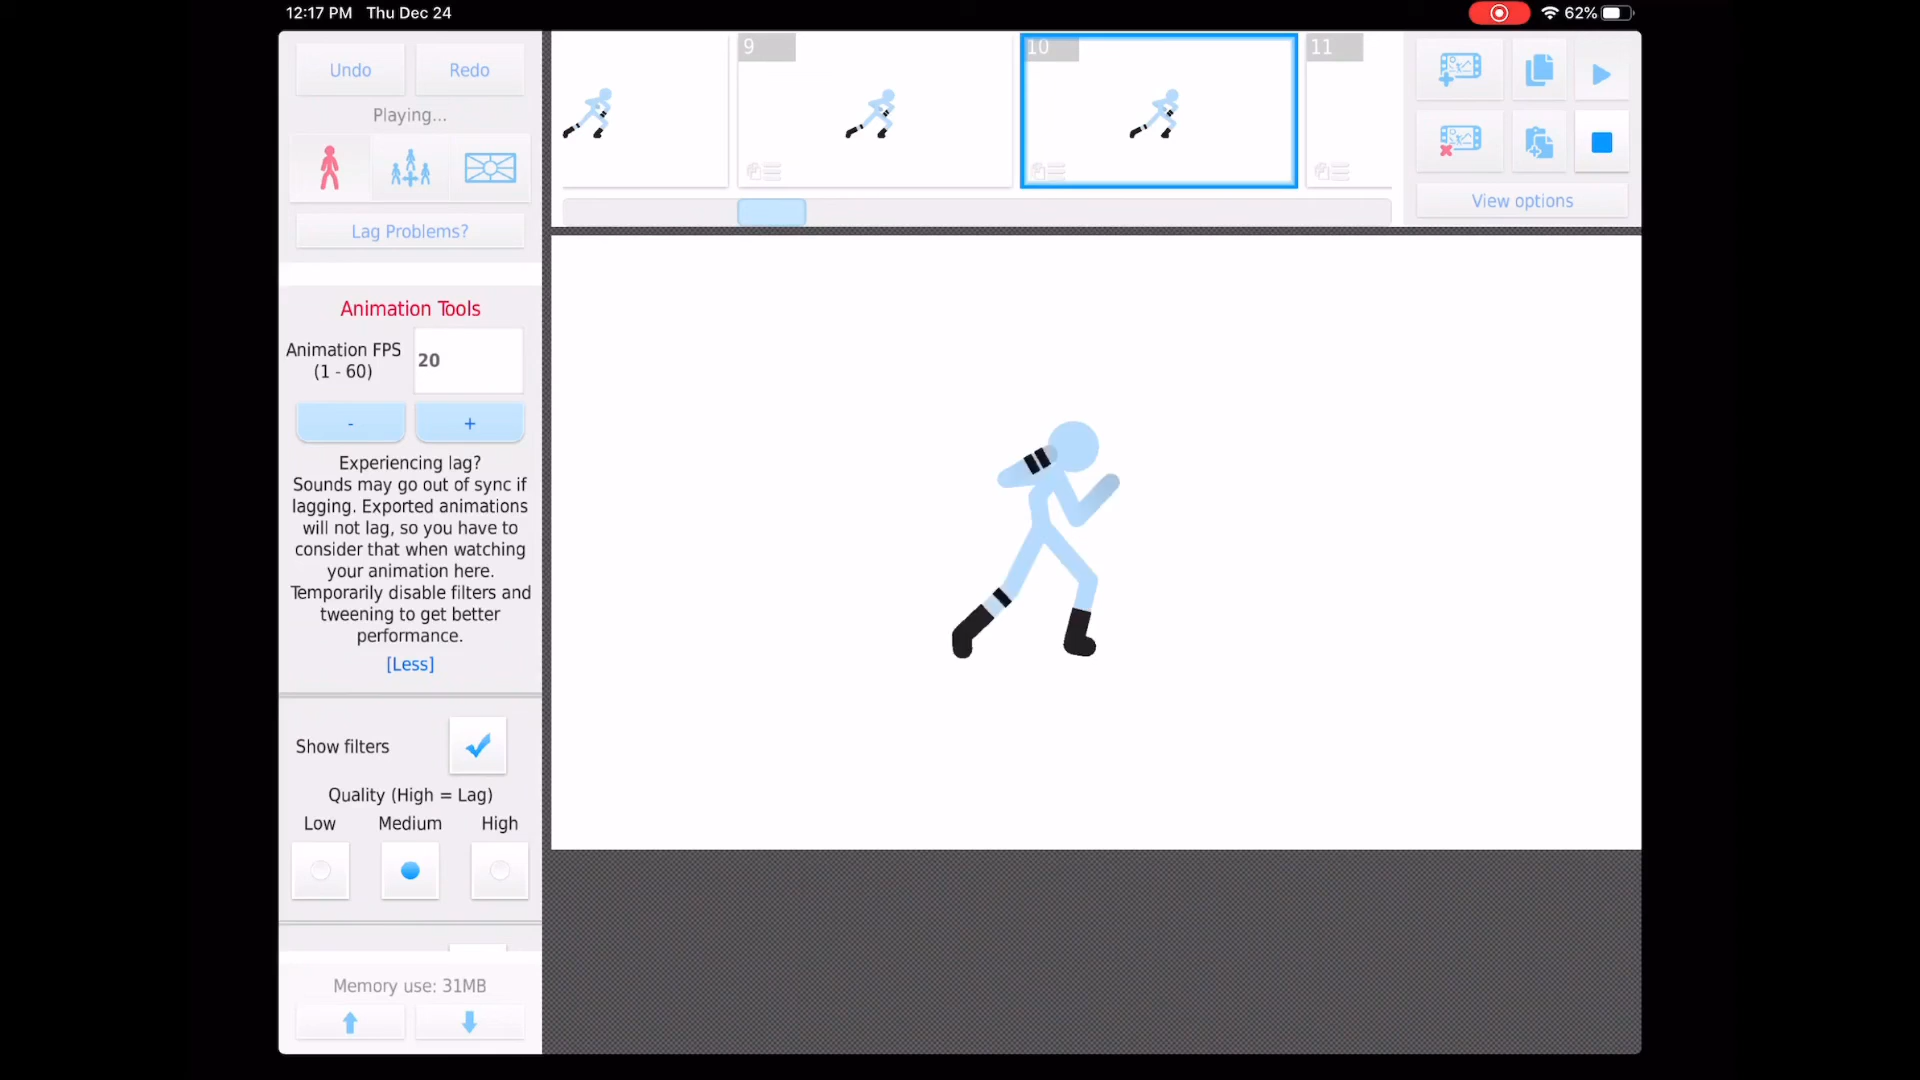 12:17 PM Thu Dec 24
62%
Undo Redo
Playing...
Lag Problems?
9
10
11
View options
Animation Tools
Animation FPS
(1 - 60)
20
- +
Experiencing lag?
Sounds may go out of sync if
lagging. Exported animations
will not lag, so you have to
consider that when watching
your animation here.
Temporarily disable filters and
tweening to get better
performance.
[Less]
Show filters
Quality (High = Lag)
Low Medium High
Memory use: 31MB